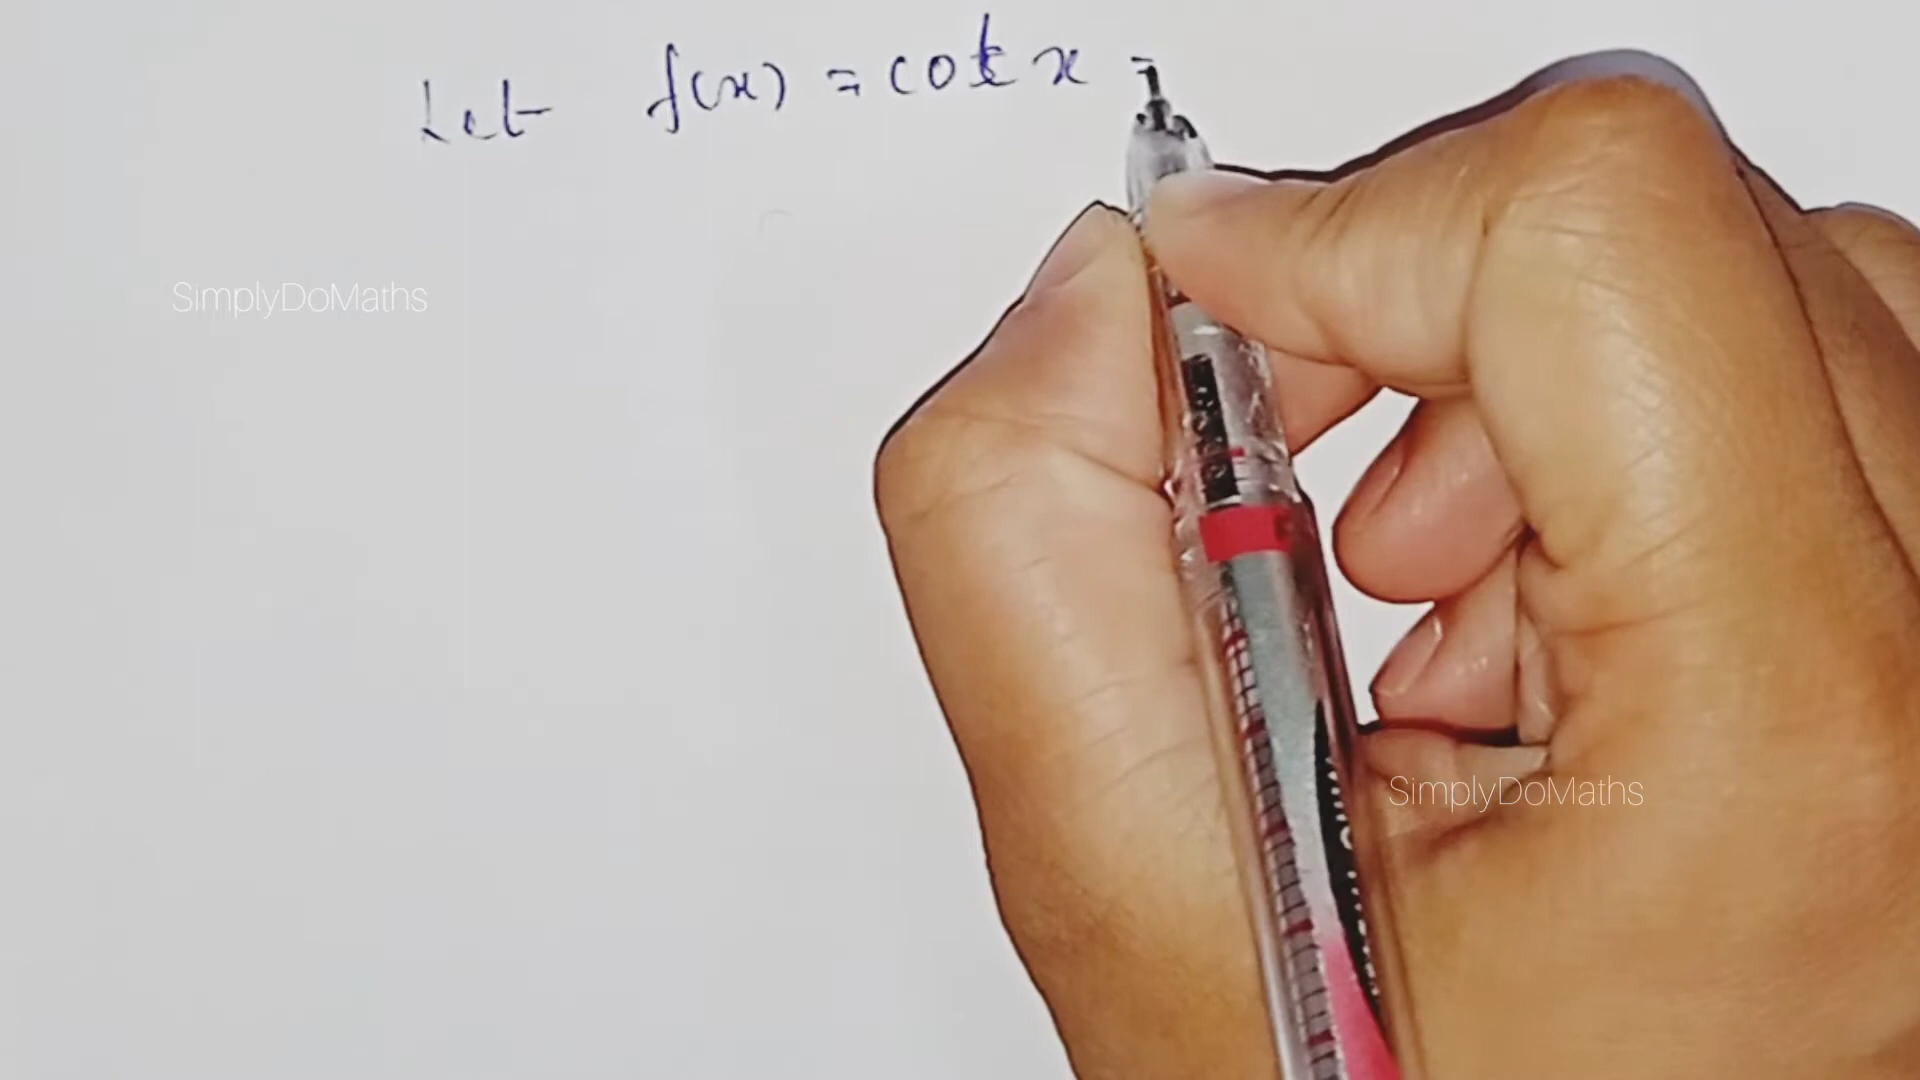 Let f(x) = cot x =
SimplyDoMaths
SimplyDoMaths